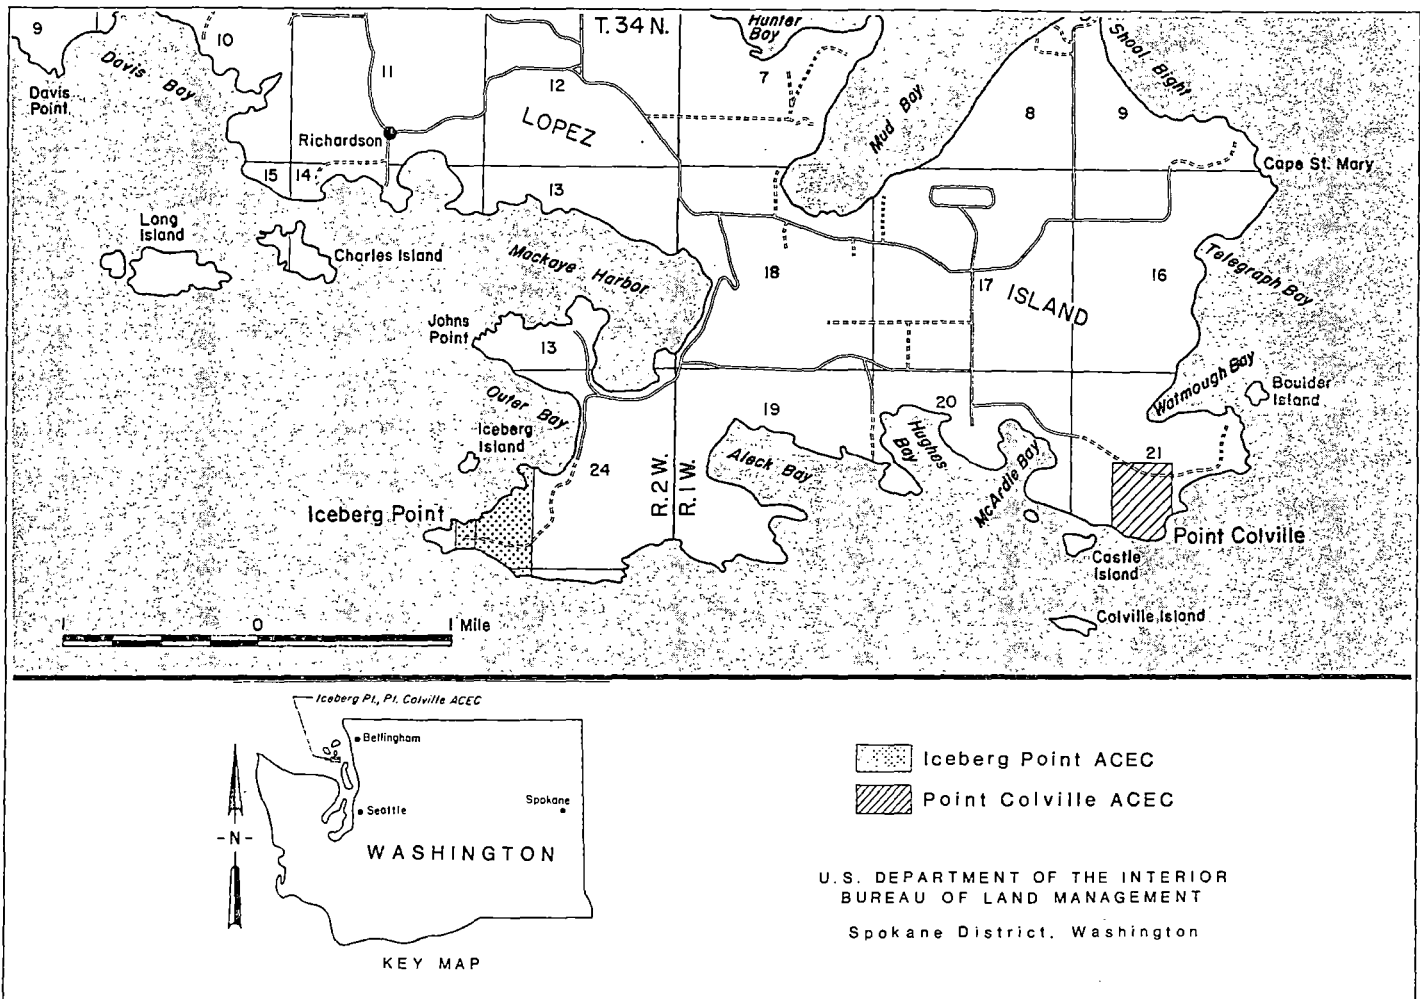 9
10
T. 34 N.
Hunter
Bay
Shoal Bight
Davis Bay
11
12
7
8
9
Davis
Point
LOPEZ
Mud Bay
Richardson
15
14
13
Cape St. Mary
Long
Island
Charles Island
Mackaye Harbor
18
17
ISLAND
16
Telegraph Bay
Johns
Point
13
Outer Bay
Iceberg
Island
19
20
Watmough Bay
Boulder
Island
Hughes
Bay
Aleck Bay
McArdle Bay
21
24
R. 2 W.
R. 1 W.
Iceberg Point
Point Colville
Castle
Island
Colville Island
1 0 1 Mile
Iceberg Pt., Pt. Colville ACEC
Bellingham
Seattle
Spokane
- N -
WASHINGTON
KEY MAP
Iceberg Point ACEC
Point Colville ACEC
U.S. DEPARTMENT OF THE INTERIOR
BUREAU OF LAND MANAGEMENT
Spokane District, Washington